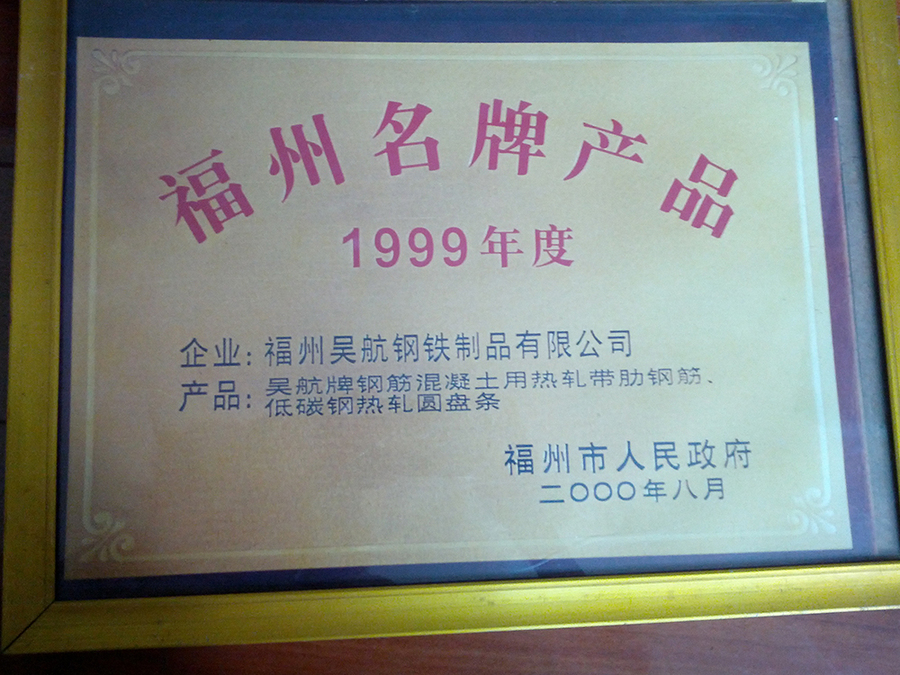 福州名牌产品
1999年度
企业：福州吴航钢铁制品有限公司
产品：吴航牌钢筋混凝土用热轧带肋钢筋、
低碳钢热轧圆盘条
福州市人民政府
二〇〇〇年八月